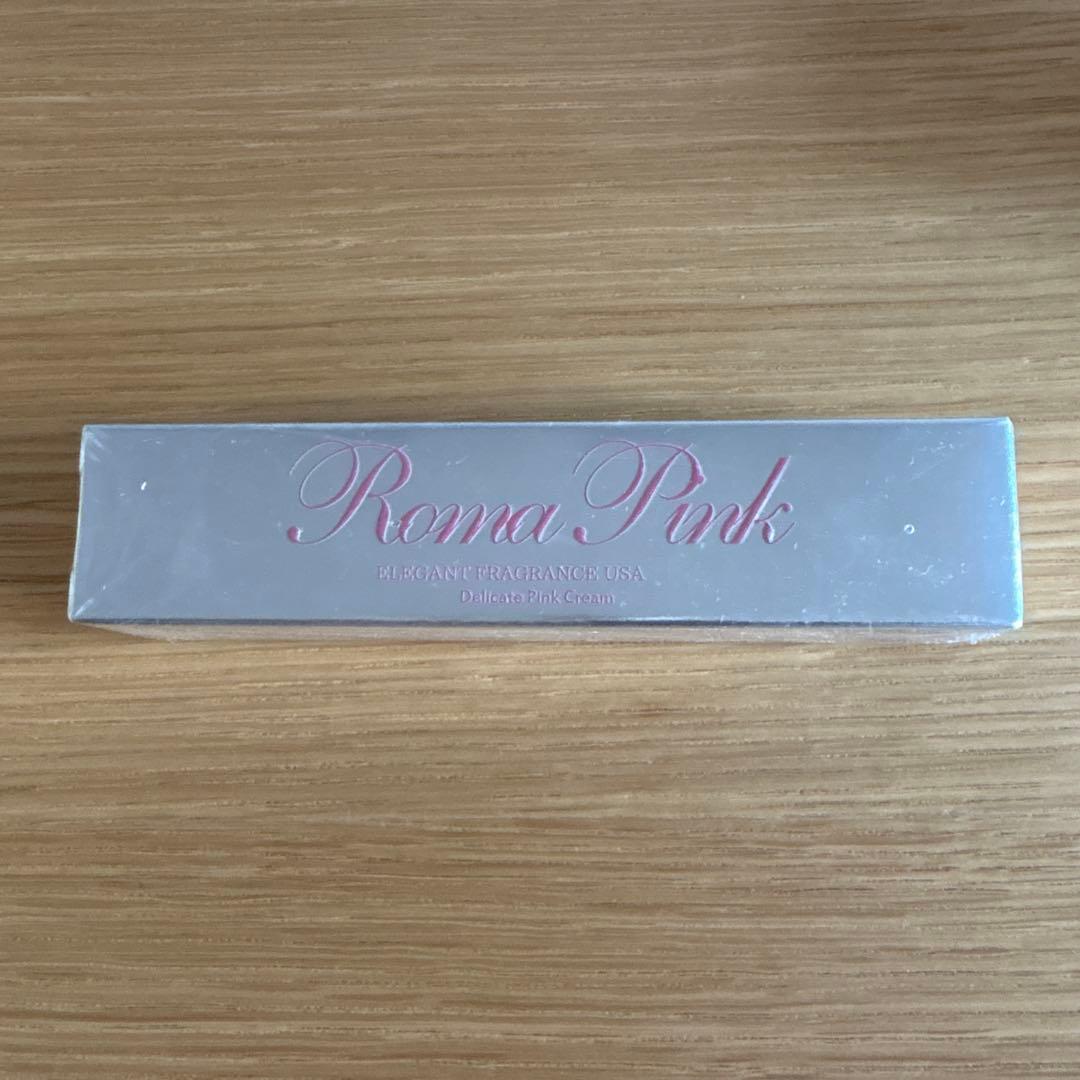 Roma Pink
ELEGANT FRAGRANCE USA
Delicate Pink Cream